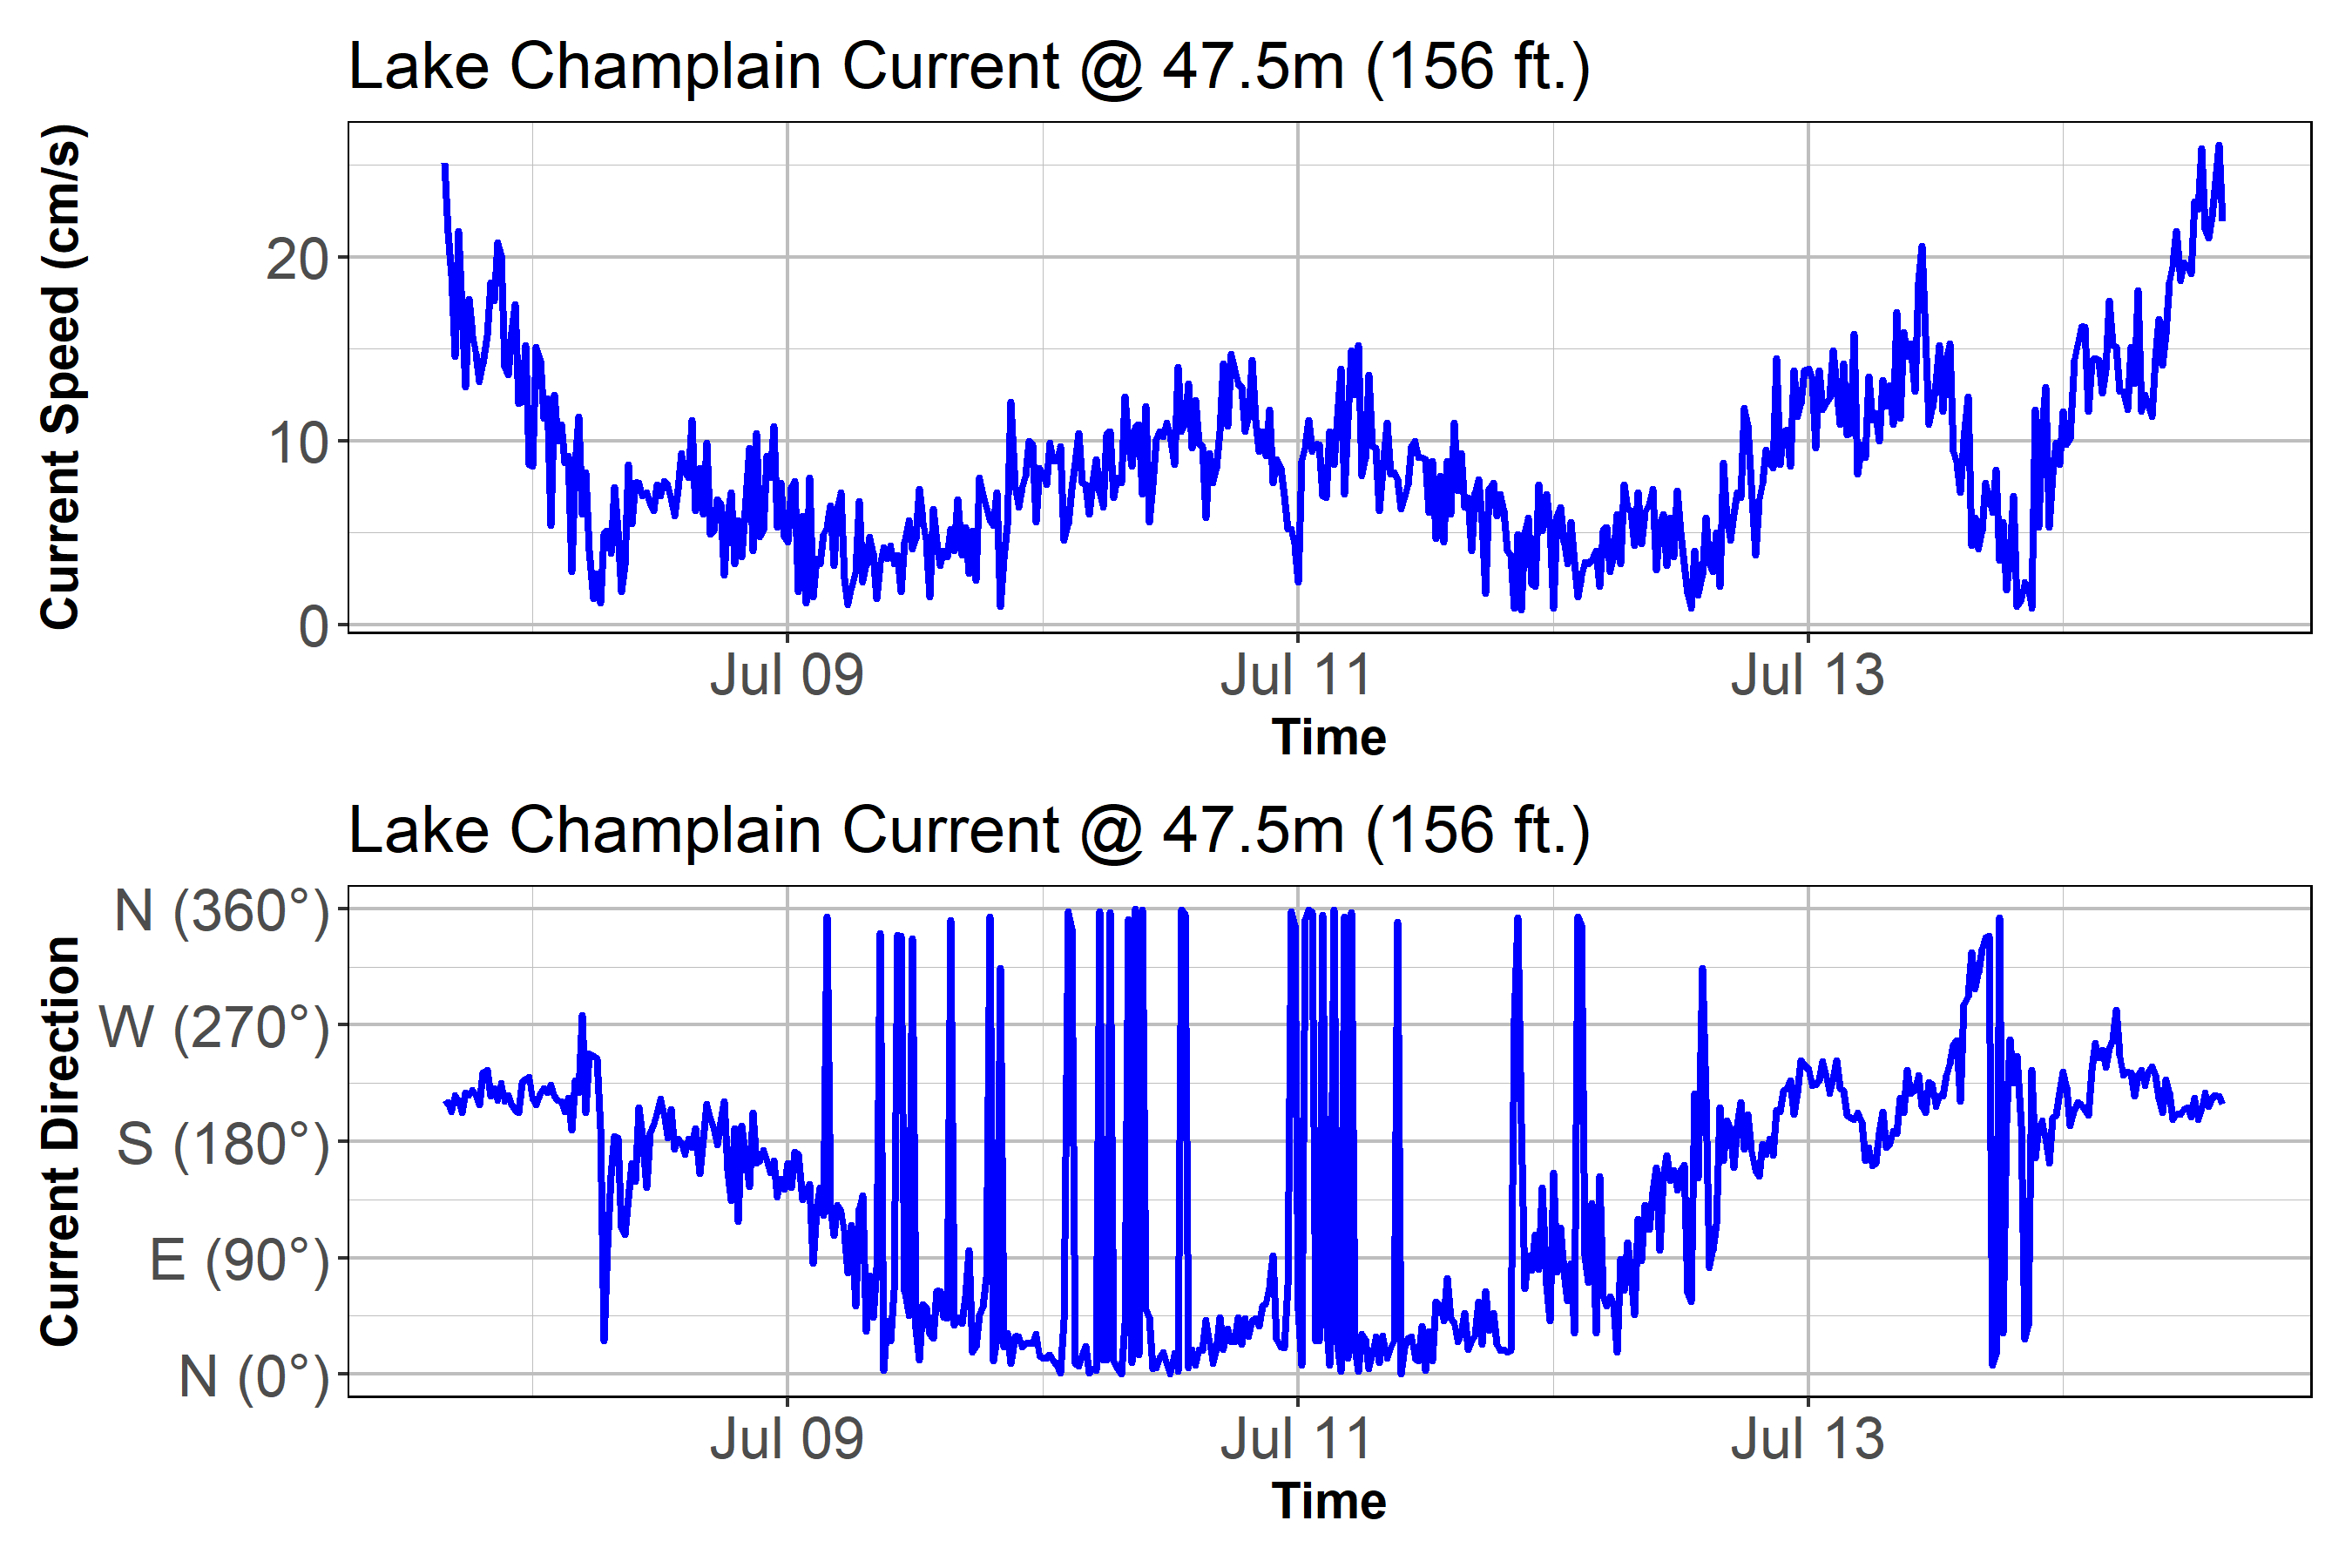 Lake Champlain Current @ 47.5m (156 ft.)
Current Speed (cm/s)
20
10
0
Jul 09 Jul 11 Jul 13
Time
Lake Champlain Current @ 47.5m (156 ft.)
Current Direction
N (360°)
W (270°)
S (180°)
E (90°)
N (0°)
Jul 09 Jul 11 Jul 13
Time